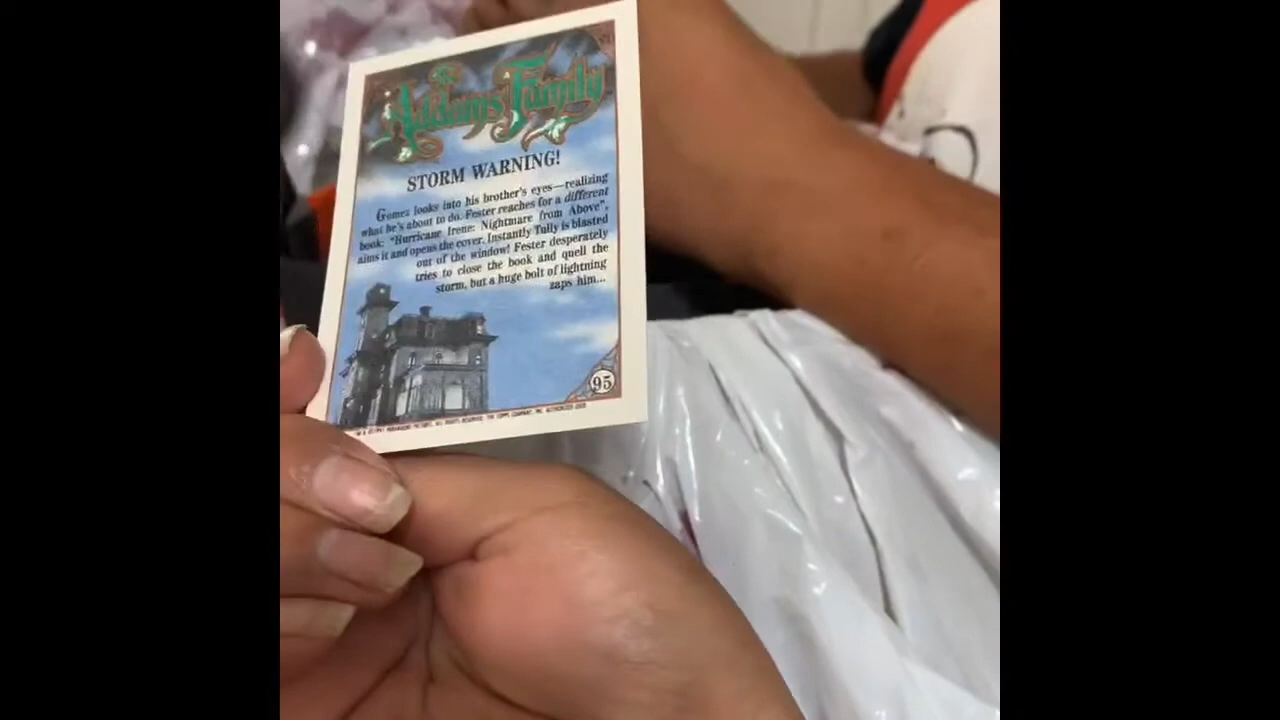 The
Addams Family
STORM WARNING!
Gomez looks into his brother's eyes—realizing
what he's about to do. Fester reaches for a different
book: "Hurricane Irene: Nightmare from Above",
aims it and opens the cover. Instantly Tully is blasted
out of the window! Fester desperately
tries to close the book and quell the
storm, but a huge bolt of lightning
zaps him...
95